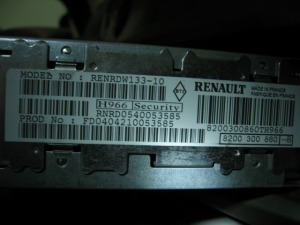 MODEL NO : RENRDW133-10
H966 Security
RNRD0540053585
PROD No : FD0404210053585
RENAULT
MADE IN FRANCE
FABRIQUE EN FRANCE
8200300860TH966
8200 300 860